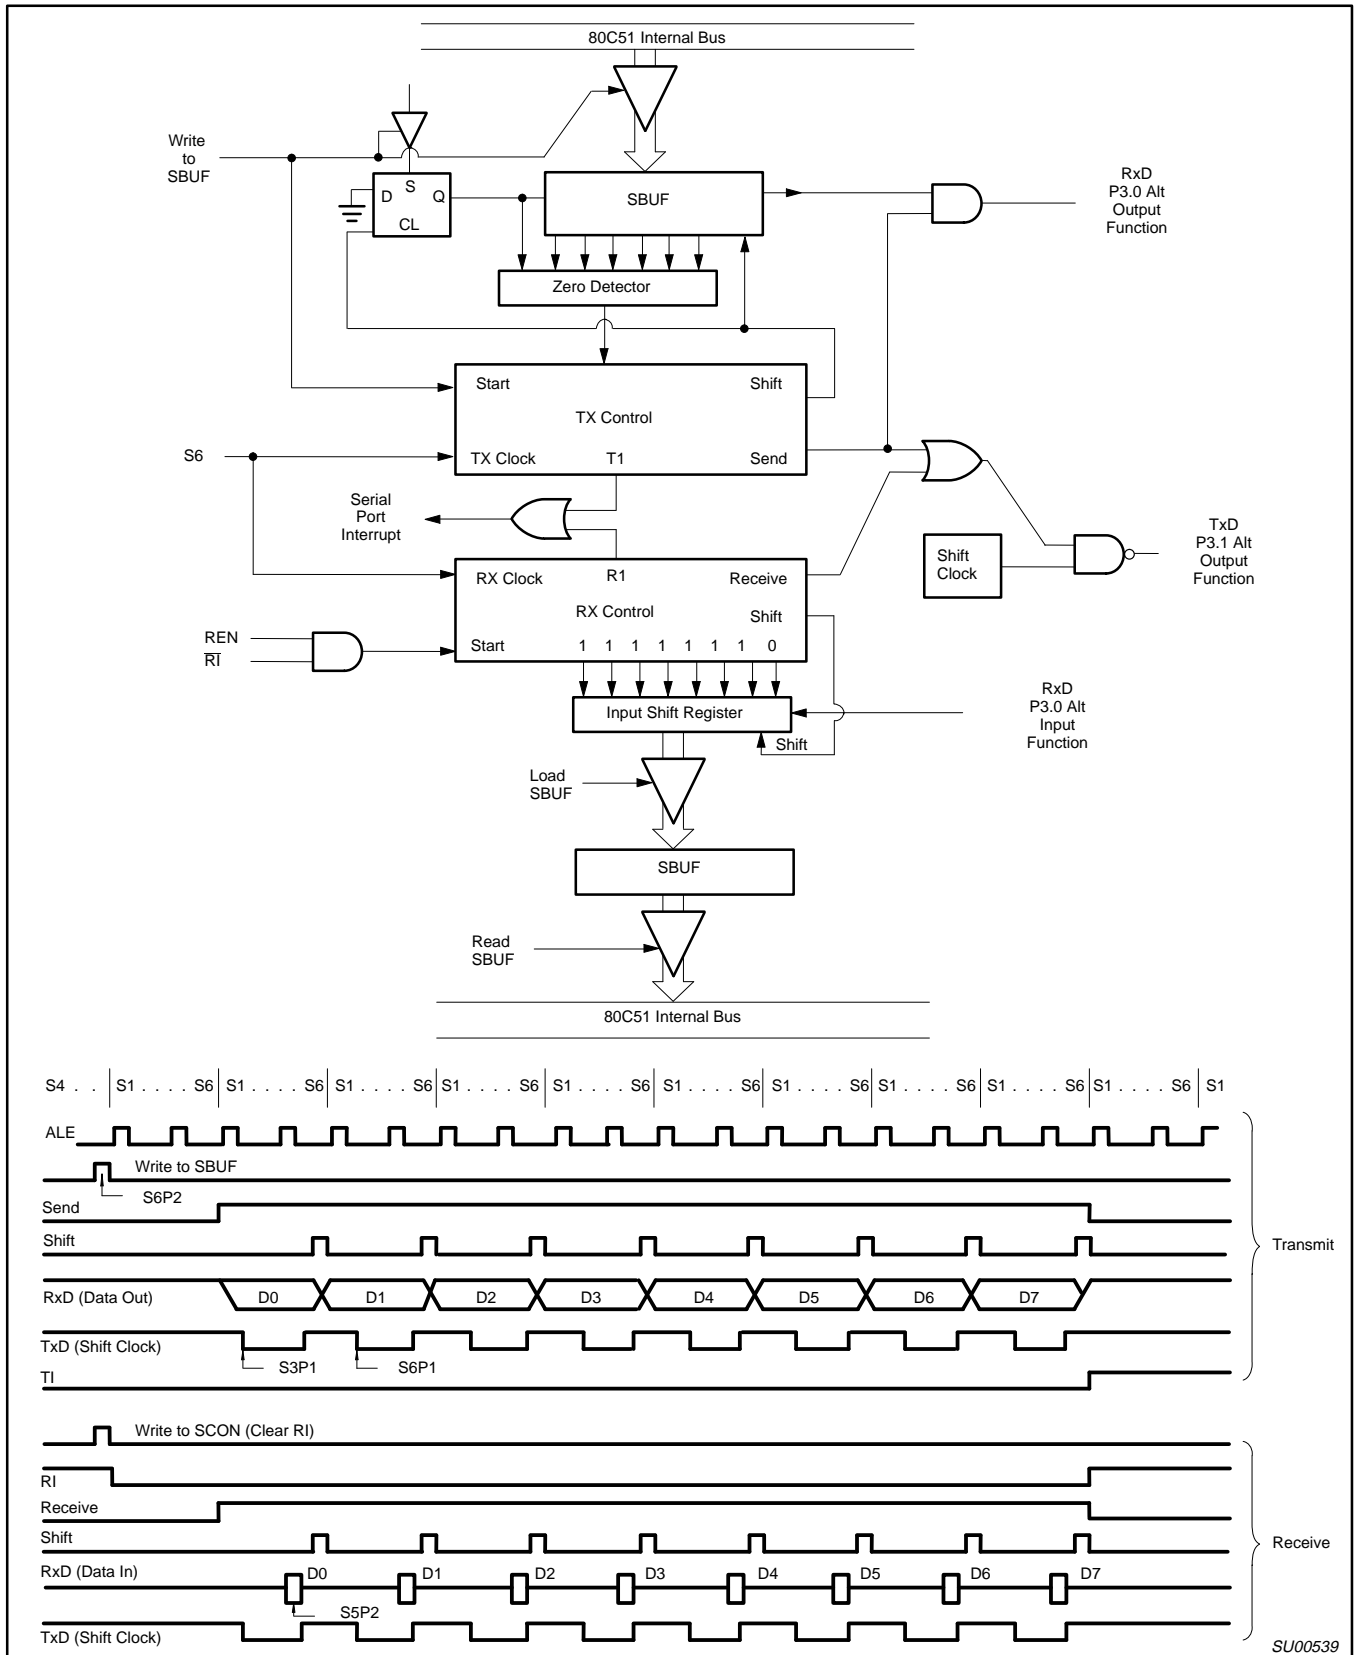 80C51 Internal Bus
Write
to
SBUF
D
S
Q
CL
SBUF
RxD
P3.0 Alt
Output
Function
Zero Detector
Start
Shift
TX Control
S6
TX Clock
T1
Send
Serial
Port
Interrupt
Shift
Clock
TxD
P3.1 Alt
Output
Function
RX Clock
R1
Receive
RX Control
Shift
REN
RI
Start
1 1 1 1 1 1 1 0
Input Shift Register
RxD
P3.0 Alt
Input
Function
Shift
Load
SBUF
SBUF
Read
SBUF
80C51 Internal Bus
S4 . . S1 . . . . S6 S1 . . . . S6 S1 . . . . S6 S1 . . . . S6 S1 . . . . S6 S1 . . . . S6 S1 . . . . S6 S1 . . . . S6 S1 . . . . S6 S1 . . . . S6 S1
ALE
Write to SBUF
S6P2
Send
Shift
Transmit
RxD (Data Out) D0 D1 D2 D3 D4 D5 D6 D7
TxD (Shift Clock)
S3P1 S6P1
TI
Write to SCON (Clear RI)
RI
Receive
Shift
Receive
RxD (Data In) D0 D1 D2 D3 D4 D5 D6 D7
S5P2
TxD (Shift Clock)
SU00539